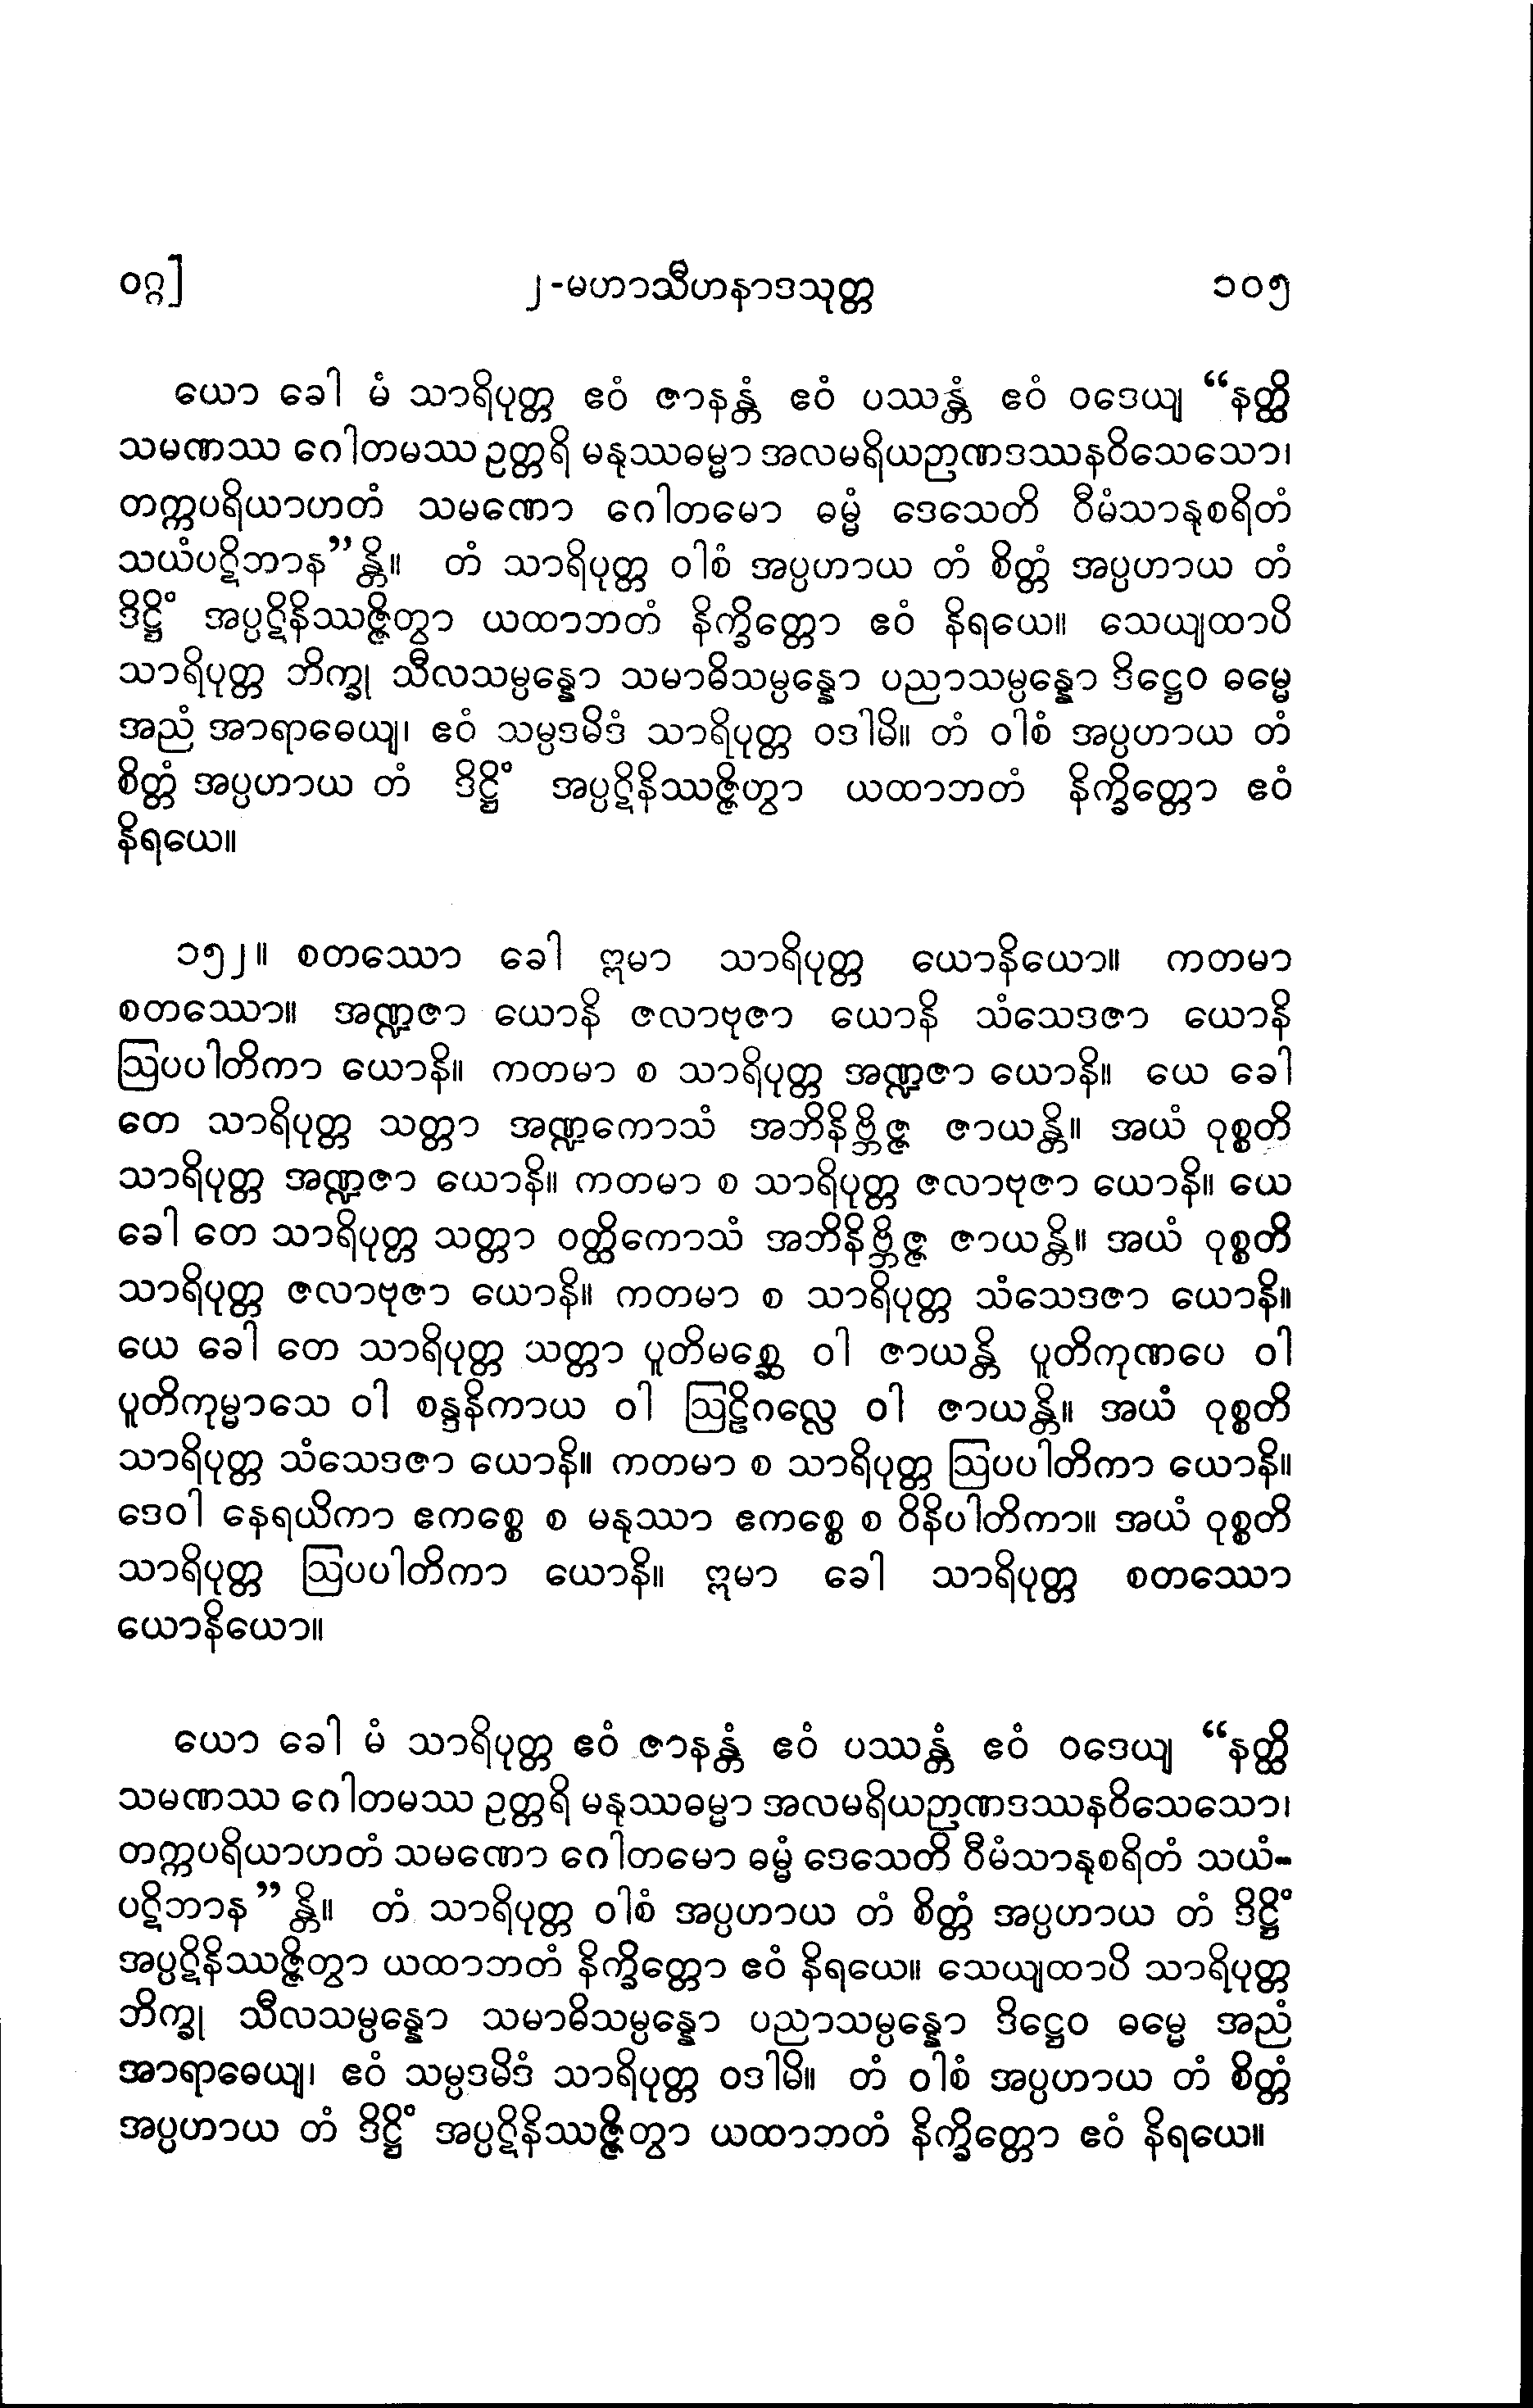 ဝဂ္ဂ]	၂-မဟာသီဟနာဒသုတ္တ	၁၀၅
ယော ခေါ မံ သာရိပုတ္တ ဧဝံ ဇာနန္တံ ဧဝံ ပဿန္တံ ဧဝံ ဝဒေယျ “နတ္ထိ
သမဏဿ ဂေါတမဿ ဥတ္တရိ မနုဿဓမ္မာ အလမရိယဉာဏဒဿနဝိသေသော၊
တက္ကပရိယာဟတံ သမဏော ဂေါတမော ဓမ္မံ ဒေသေတိ ဝီမံသာနုစရိတံ
သယံပဋိဘာန”န္တိ။ တံ သာရိပုတ္တ ဝါစံ အပ္ပဟာယ တံ စိတ္တံ အပ္ပဟာယ တံ
ဒိဋ္ဌိံ အပ္ပဋိနိဿဇ္ဇိတွာ ယထာဘတံ နိက္ခိတ္တော ဧဝံ နိရယေ။ သေယျထာပိ
သာရိပုတ္တ ဘိက္ခု သီလသမ္ပန္နော သမာဓိသမ္ပန္နော ပညာသမ္ပန္နော ဒိဋ္ဌေဝ ဓမ္မေ
အညံ အာရာဓေယျ၊ ဧဝံ သမ္ပဒမိဒံ သာရိပုတ္တ ဝဒါမိ။ တံ ဝါစံ အပ္ပဟာယ တံ
စိတ္တံ အပ္ပဟာယ တံ ဒိဋ္ဌိံ အပ္ပဋိနိဿဇ္ဇိတွာ ယထာဘတံ နိက္ခိတ္တော ဧဝံ
နိရယေ။
၁၅၂။ စတဿော ခေါ ဣမာ သာရိပုတ္တ ယောနိယော။ ကတမာ
စတဿော။ အဏ္ဍဇာ ယောနိ ဇလာဗုဇာ ယောနိ သံသေဒဇာ ယောနိ
ဩပပါတိကာ ယောနိ။ ကတမာ စ သာရိပုတ္တ အဏ္ဍဇာ ယောနိ။ ယေ ခေါ
တေ သာရိပုတ္တ သတ္တာ အဏ္ဍကောသံ အဘိနိဗ္ဘိဇ္ဇ ဇာယန္တိ။ အယံ ဝုစ္စတိ
သာရိပုတ္တ အဏ္ဍဇာ ယောနိ။ ကတမာ စ သာရိပုတ္တ ဇလာဗုဇာ ယောနိ။ ယေ
ခေါ တေ သာရိပုတ္တ သတ္တာ ဝတ္ထိကောသံ အဘိနိဗ္ဘိဇ္ဇ ဇာယန္တိ။ အယံ ဝုစ္စတိ
သာရိပုတ္တ ဇလာဗုဇာ ယောနိ။ ကတမာ စ သာရိပုတ္တ သံသေဒဇာ ယောနိ။
ယေ ခေါ တေ သာရိပုတ္တ သတ္တာ ပူတိမစ္ဆေ ဝါ ဇာယန္တိ ပူတိကုဏပေ ဝါ
ပူတိကုမ္မာသေ ဝါ စန္ဒနိကာယ ဝါ ဩဠိဂလ္လေ ဝါ ဇာယန္တိ။ အယံ ဝုစ္စတိ
သာရိပုတ္တ သံသေဒဇာ ယောနိ။ ကတမာ စ သာရိပုတ္တ ဩပပါတိကာ ယောနိ။
ဒေဝါ နေရယိကာ ဧကစ္စေ စ မနုဿာ ဧကစ္စေ စ ဝိနိပါတိကာ။ အယံ ဝုစ္စတိ
သာရိပုတ္တ ဩပပါတိကာ ယောနိ။ ဣမာ ခေါ သာရိပုတ္တ စတဿော
ယောနိယော။
ယော ခေါ မံ သာရိပုတ္တ ဧဝံ ဇာနန္တံ ဧဝံ ပဿန္တံ ဧဝံ ဝဒေယျ “နတ္ထိ
သမဏဿ ဂေါတမဿ ဥတ္တရိ မနုဿဓမ္မာ အလမရိယဉာဏဒဿနဝိသေသော၊
တက္ကပရိယာဟတံ သမဏော ဂေါတမော ဓမ္မံ ဒေသေတိ ဝီမံသာနုစရိတံ သယံ-
ပဋိဘာန”န္တိ။ တံ သာရိပုတ္တ ဝါစံ အပ္ပဟာယ တံ စိတ္တံ အပ္ပဟာယ တံ ဒိဋ္ဌိံ
အပ္ပဋိနိဿဇ္ဇိတွာ ယထာဘတံ နိက္ခိတ္တော ဧဝံ နိရယေ။ သေယျထာပိ သာရိပုတ္တ
ဘိက္ခု သီလသမ္ပန္နော သမာဓိသမ္ပန္နော ပညာသမ္ပန္နော ဒိဋ္ဌေဝ ဓမ္မေ အညံ
အာရာဓေယျ၊ ဧဝံ သမ္ပဒမိဒံ သာရိပုတ္တ ဝဒါမိ။ တံ ဝါစံ အပ္ပဟာယ တံ စိတ္တံ
အပ္ပဟာယ တံ ဒိဋ္ဌိံ အပ္ပဋိနိဿဇ္ဇိတွာ ယထာဘတံ နိက္ခိတ္တော ဧဝံ နိရယေ။